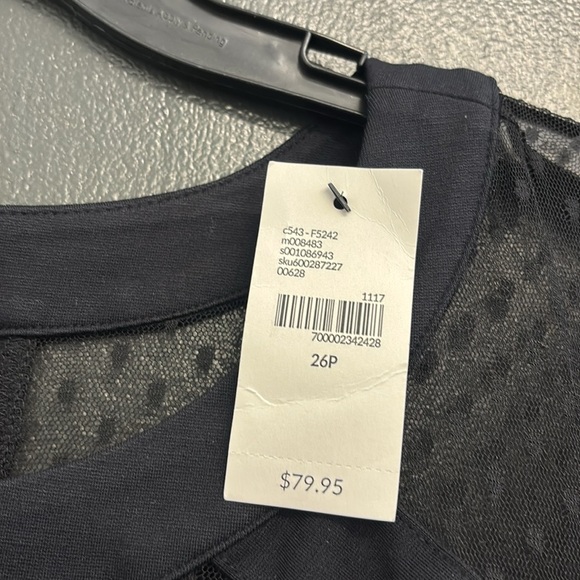 c543-F5242
m008483
s001086943
sku600287227
00628
1117
700002342428
26P
$79.95